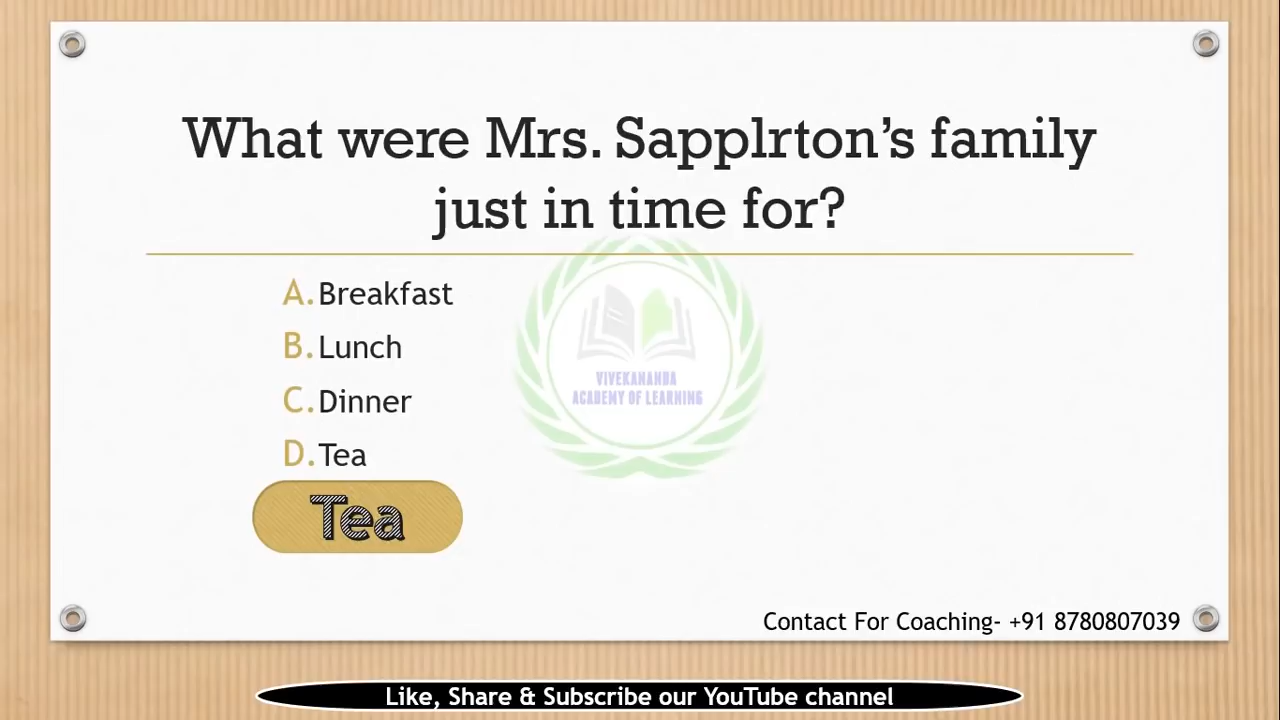 What were Mrs. Sapplrton’s family
just in time for?
A. Breakfast
B. Lunch
C. Dinner
D. Tea
VIVEKANANDA
ACADEMY OF LEARNING
Tea
Contact For Coaching- +91 8780807039
Like, Share & Subscribe our YouTube channel